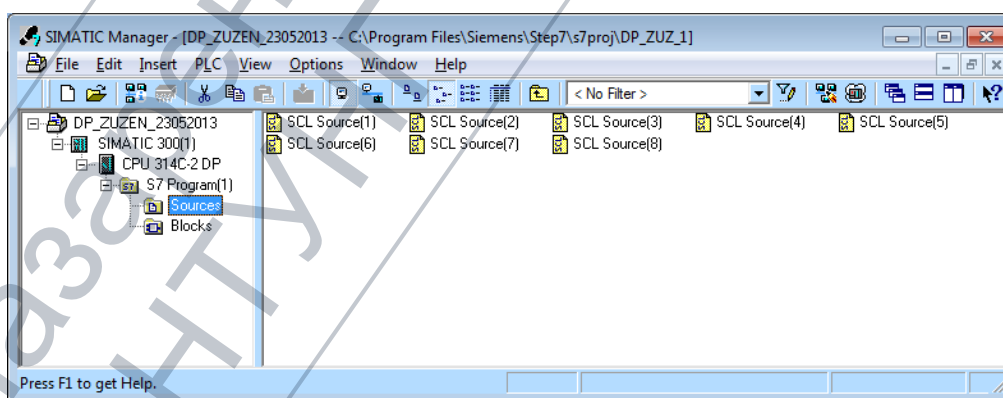 SIMATIC Manager - [DP_ZUZEN_23052013 -- C:\Program Files\Siemens\Step7\s7proj\DP_ZUZ_1]
File Edit Insert PLC View Options Window Help
< No Filter >
DP_ZUZEN_23052013
SIMATIC 300(1)
CPU 314C-2 DP
S7 Program(1)
Sources
Blocks
SCL Source(1) SCL Source(2) SCL Source(3) SCL Source(4) SCL Source(5)
SCL Source(6) SCL Source(7) SCL Source(8)
Press F1 to get Help.